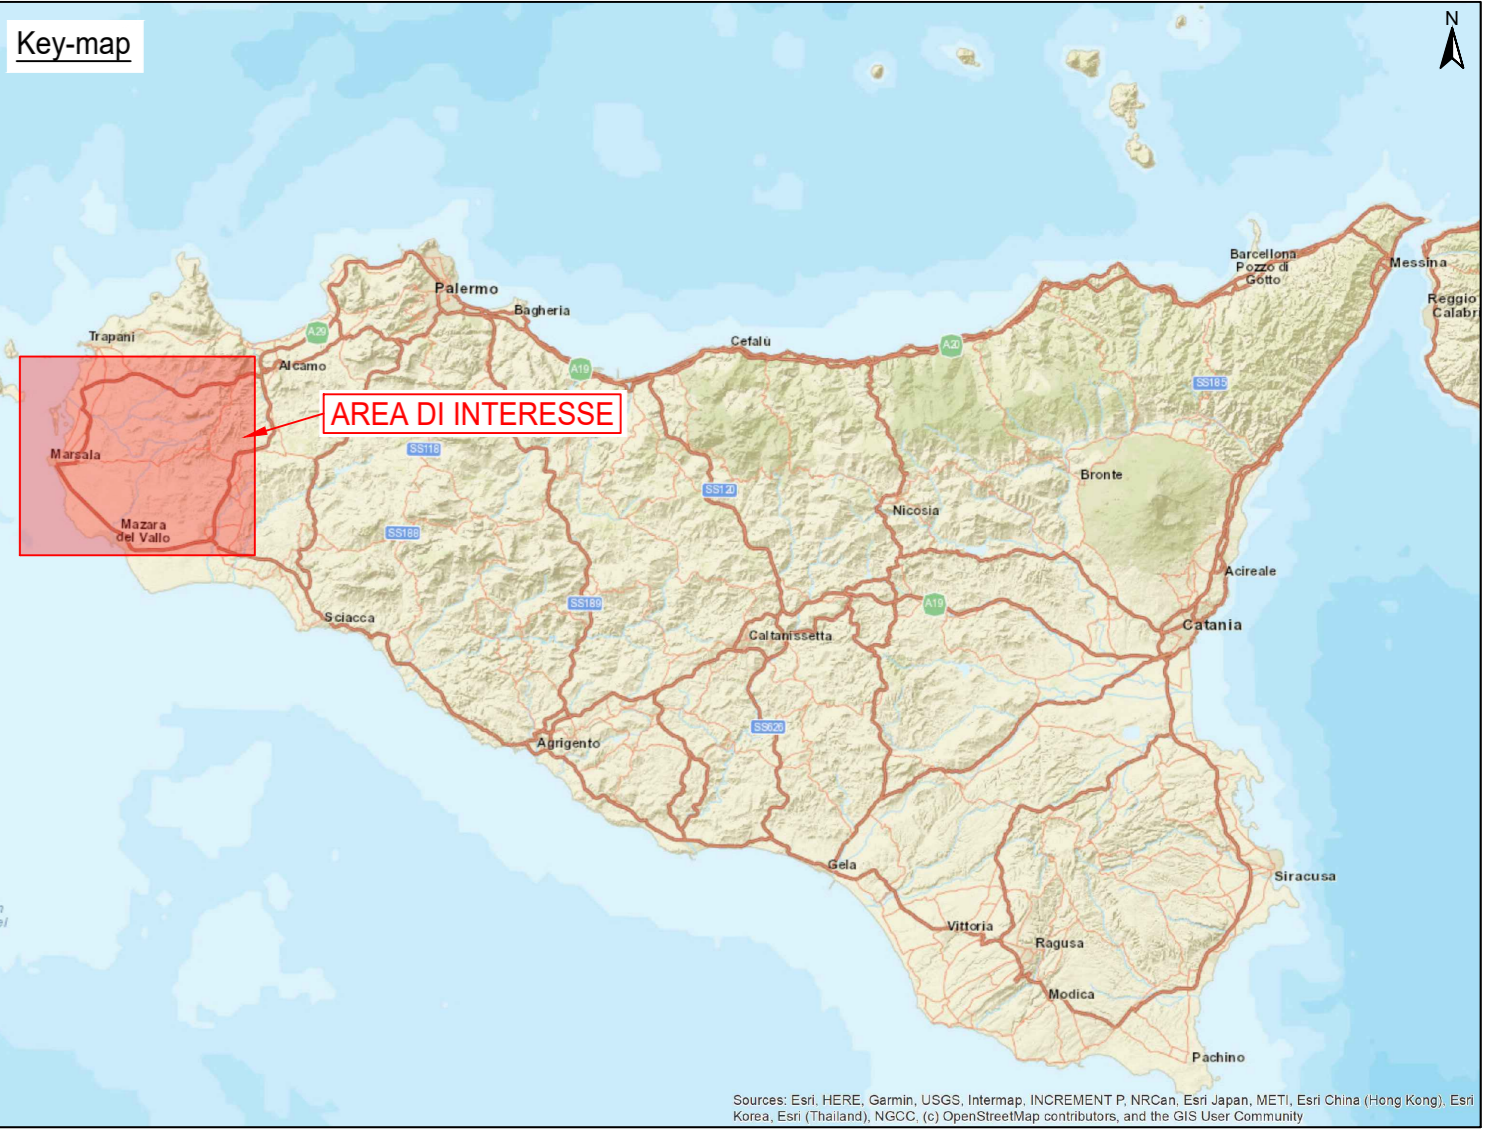 Key-map
N
Barcellona
Pozzo di
Gotto
Messina
Reggio
Calabri
Palermo
Bagheria
Trapani
A29
Cefalù
A20
Alcamo
A19
SS185
AREA DI INTERESSE
SS118
Marsala
Bronte
SS120
Nicosia
Mazara
del Vallo
SS188
Acireale
SS189
A19
Sciacca
Catania
Caltanissetta
SS626
Agrigento
Gela
Siracusa
Vittoria
Ragusa
Modica
Pachino
Sources: Esri, HERE, Garmin, USGS, Intermap, INCREMENT P, NRCan, Esri Japan, METI, Esri China (Hong Kong), Esri
Korea, Esri (Thailand), NGCC, (c) OpenStreetMap contributors, and the GIS User Community